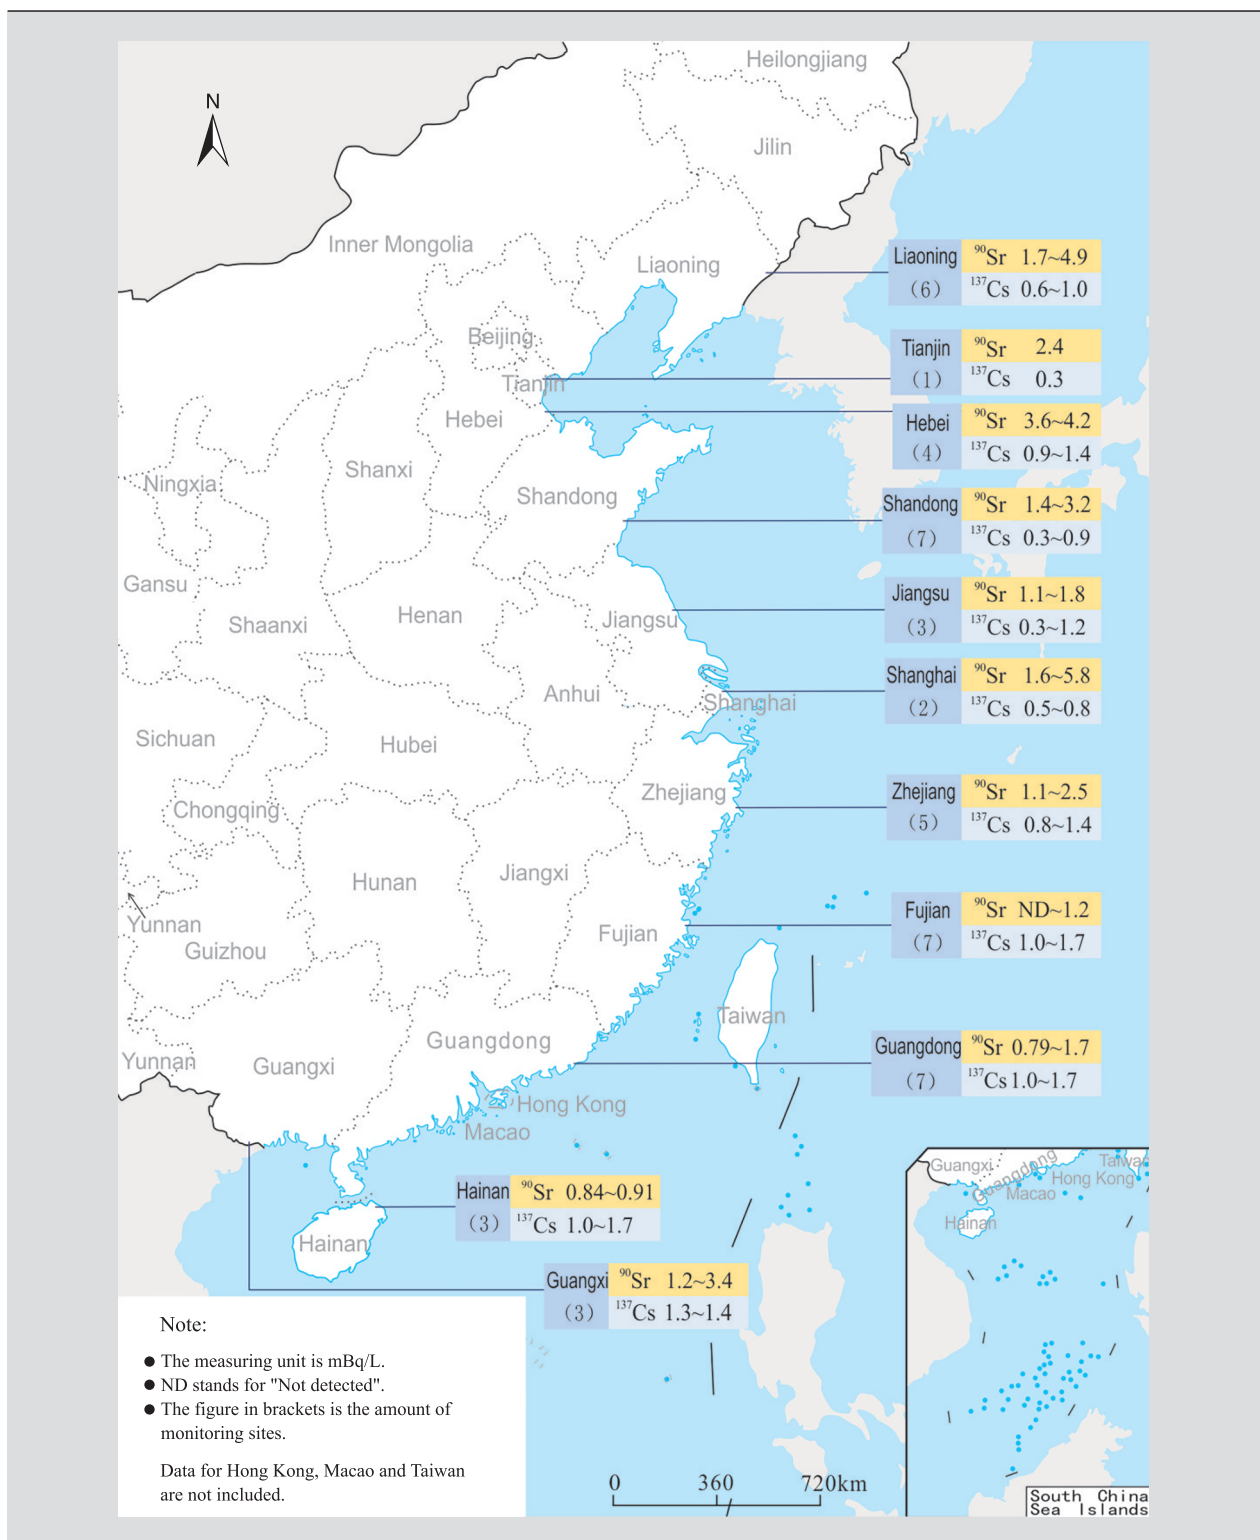 N
Heilongjiang
Jilin
Inner Mongolia
Liaoning
Beijing
Tianjin
Hebei
Shanxi
Ningxia
Shandong
Gansu
Shaanxi
Henan
Jiangsu
Anhui
Shanghai
Sichuan
Hubei
Zhejiang
Chongqing
Hunan
Jiangxi
Yunnan
Guizhou
Fujian
Taiwan
Yunnan
Guangxi
Guangdong
Hong Kong
Macao
Hainan
Liaoning
(6)
90Sr 1.7~4.9
137Cs 0.6~1.0
Tianjin
(1)
90Sr 2.4
137Cs 0.3
Hebei
(4)
90Sr 3.6~4.2
137Cs 0.9~1.4
Shandong
(7)
90Sr 1.4~3.2
137Cs 0.3~0.9
Jiangsu
(3)
90Sr 1.1~1.8
137Cs 0.3~1.2
Shanghai
(2)
90Sr 1.6~5.8
137Cs 0.5~0.8
Zhejiang
(5)
90Sr 1.1~2.5
137Cs 0.8~1.4
Fujian
(7)
90Sr ND~1.2
137Cs 1.0~1.7
Guangdong
(7)
90Sr 0.79~1.7
137Cs 1.0~1.7
Hainan
(3)
90Sr 0.84~0.91
137Cs 1.0~1.7
Guangxi
(3)
90Sr 1.2~3.4
137Cs 1.3~1.4
Note:
● The measuring unit is mBq/L.
● ND stands for "Not detected".
● The figure in brackets is the amount of
monitoring sites.
Data for Hong Kong, Macao and Taiwan
are not included.
0 360 720km
Guangxi
Guangdong
Taiwan
Hong Kong
Macao
Hainan
South China
Sea Islands